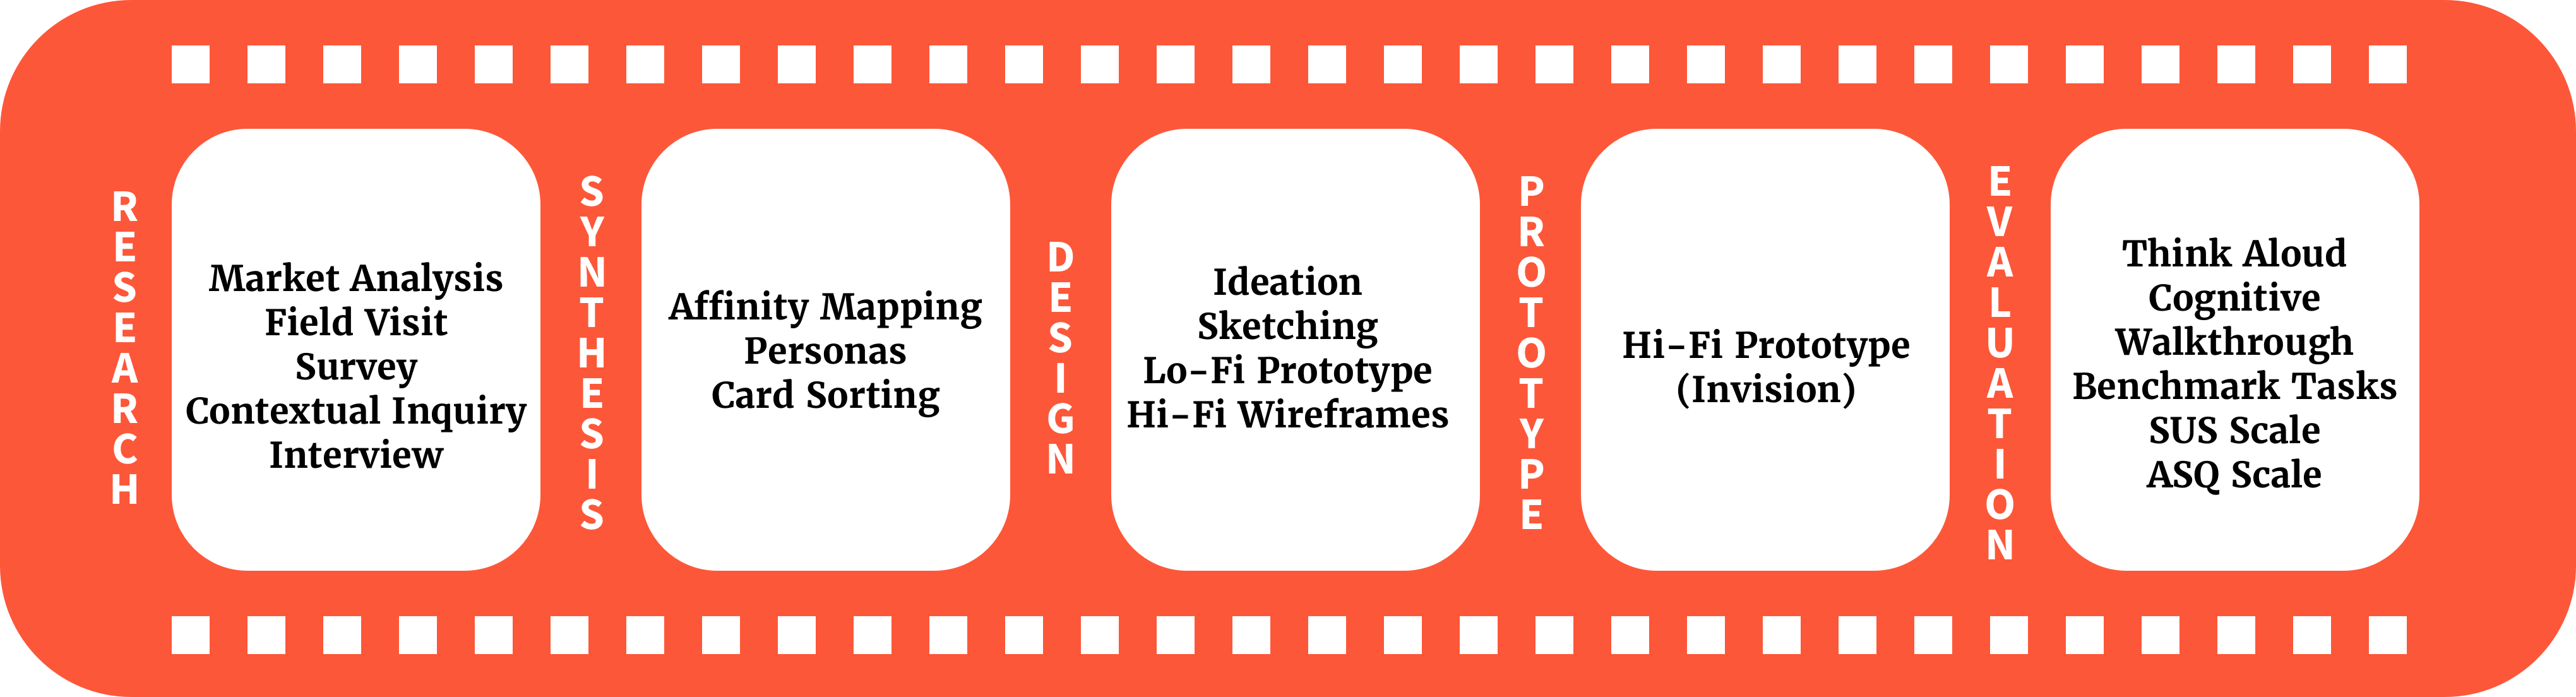 RESEARCH
Market Analysis
Field Visit
Survey
Contextual Inquiry
Interview
SYNTHESIS
Affinity Mapping
Personas
Card Sorting
DESIGN
Ideation
Sketching
Lo-Fi Prototype
Hi-Fi Wireframes
PROTOTYPE
Hi-Fi Prototype
(Invision)
EVALUATION
Think Aloud
Cognitive
Walkthrough
Benchmark Tasks
SUS Scale
ASQ Scale